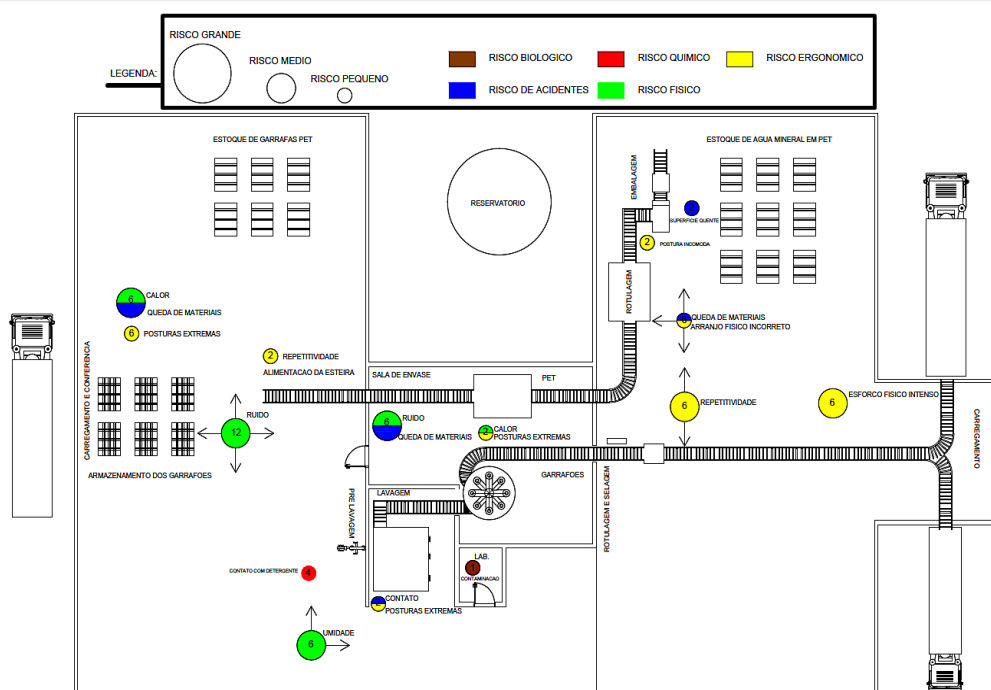 RISCO GRANDE
RISCO MEDIO
RISCO PEQUENO
LEGENDA:
RISCO BIOLOGICO
RISCO QUIMICO
RISCO ERGONOMICO
RISCO DE ACIDENTES
RISCO FISICO
ESTOQUE DE GARRAFAS PET
ESTOQUE DE AGUA MINERAL EM PET
EMBALAGEM
RESERVATORIO
2
SUPERFICIE QUENTE
2
POSTURA INCOMODA
ROTULAGEM
6
CALOR
QUEDA DE MATERIAIS
6
POSTURAS EXTREMAS
QUEDA DE MATERIAIS
ARRANJO FISICO INCORRETO
CARREGAMENTO E CONFERENCIA
2
REPETITIVIDADE
ALIMENTACAO DA ESTEIRA
SALA DE ENVASE
PET
6
REPETITIVIDADE
6
ESFORCO FISICO INTENSO
12
RUIDO
6
RUIDO
QUEDA DE MATERIAIS
2
CALOR
POSTURAS EXTREMAS
CARREGAMENTO
ARMAZENAMENTO DOS GARRAFOES
GARRAFOES
ROTULAGEM E SELAGEM
LAVAGEM
PRE LAVAGEM
LAB.
1
CONTAMINACAO
CONTATO COM DETERGENTE
4
CONTATO
POSTURAS EXTREMAS
6
UMIDADE